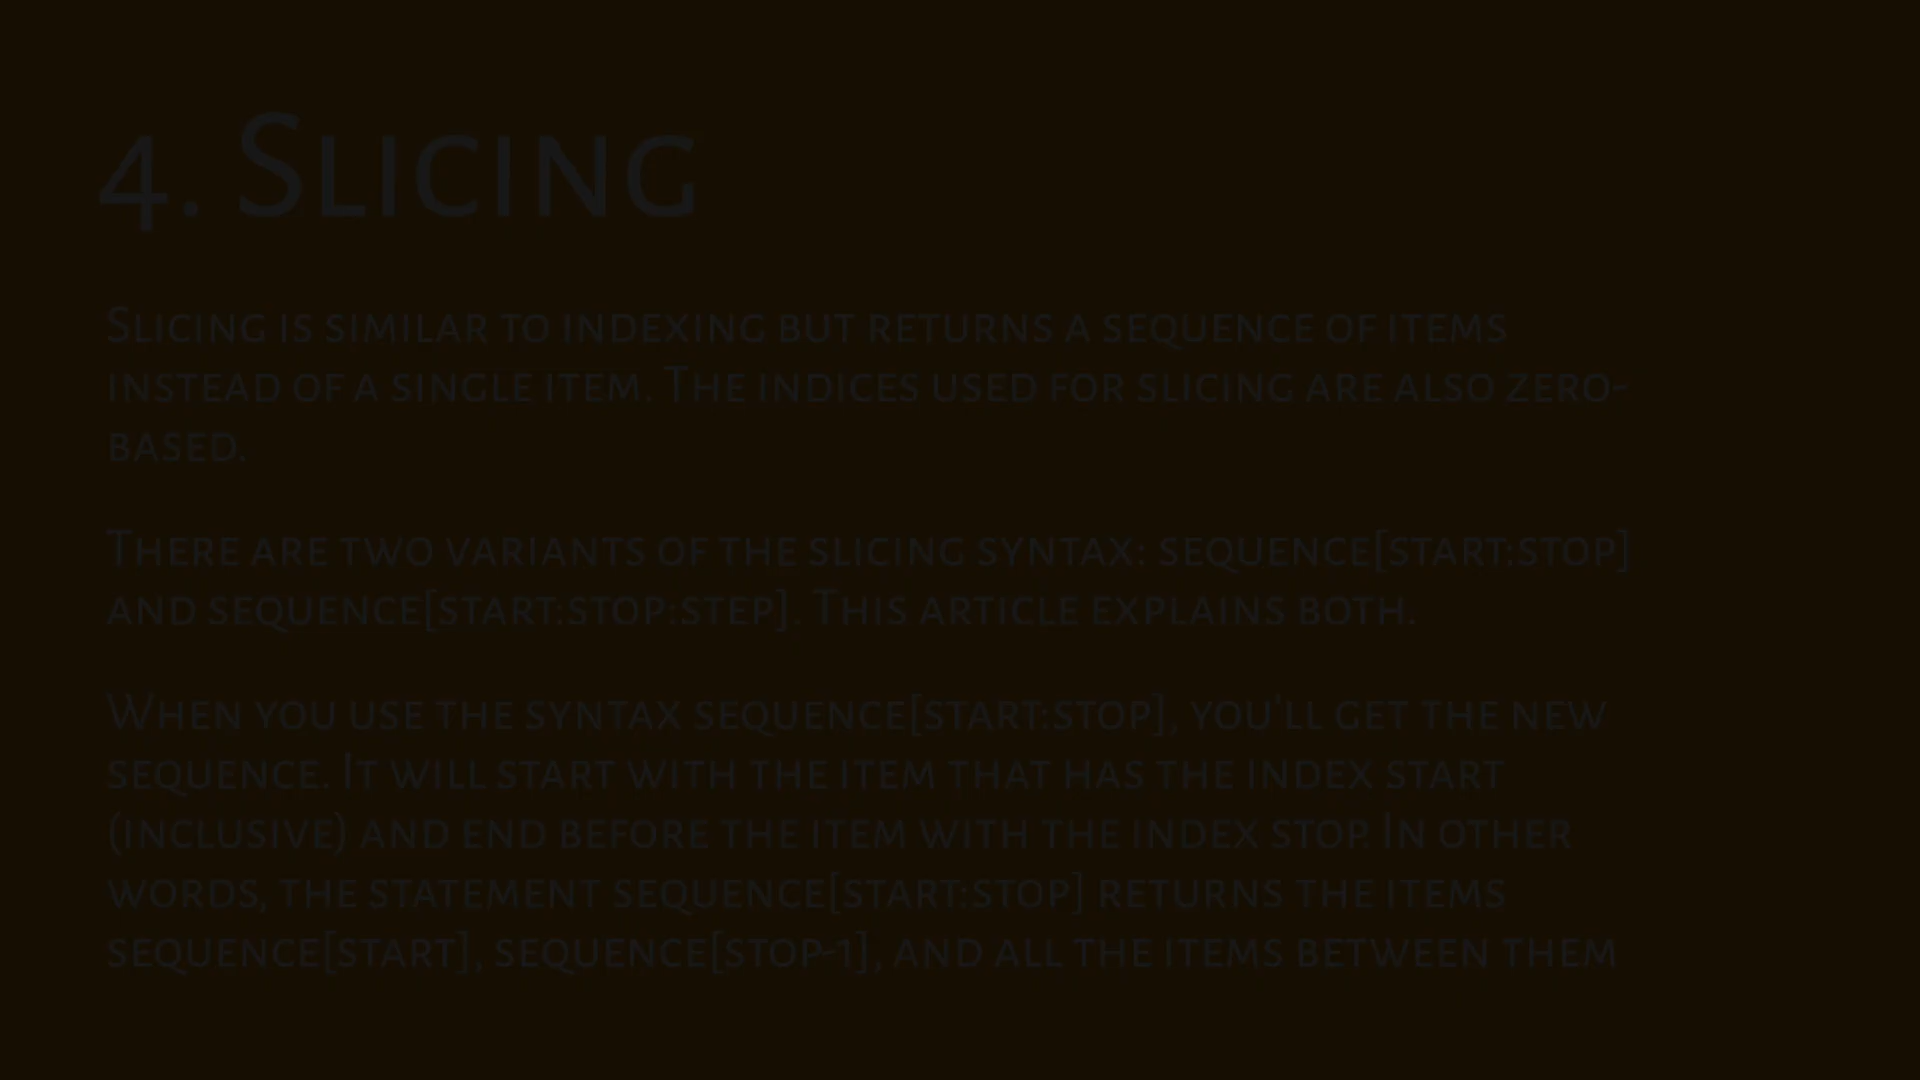 4. Slicing
Slicing is similar to indexing but returns a sequence of items
instead of a single item. The indices used for slicing are also zero-
based.
There are two variants of the slicing syntax: sequence[start:stop]
and sequence[start:stop:step]. This article explains both.
When you use the syntax sequence[start:stop], you'll get the new
sequence. It will start with the item that has the index start
(inclusive) and end before the item with the index stop. In other
words, the statement sequence[start:stop] returns the items
sequence[start], sequence[stop-1], and all the items between them